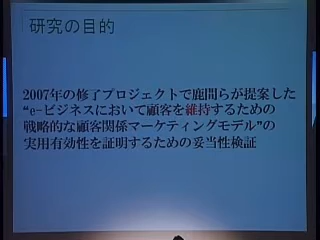 研究の目的
2007年の修了プロジェクトで鹿間らが提案した
“e-ビジネスにおいて顧客を維持するための
戦略的な顧客関係マーケティングモデル”の
実用有効性を証明するための妥当性検証